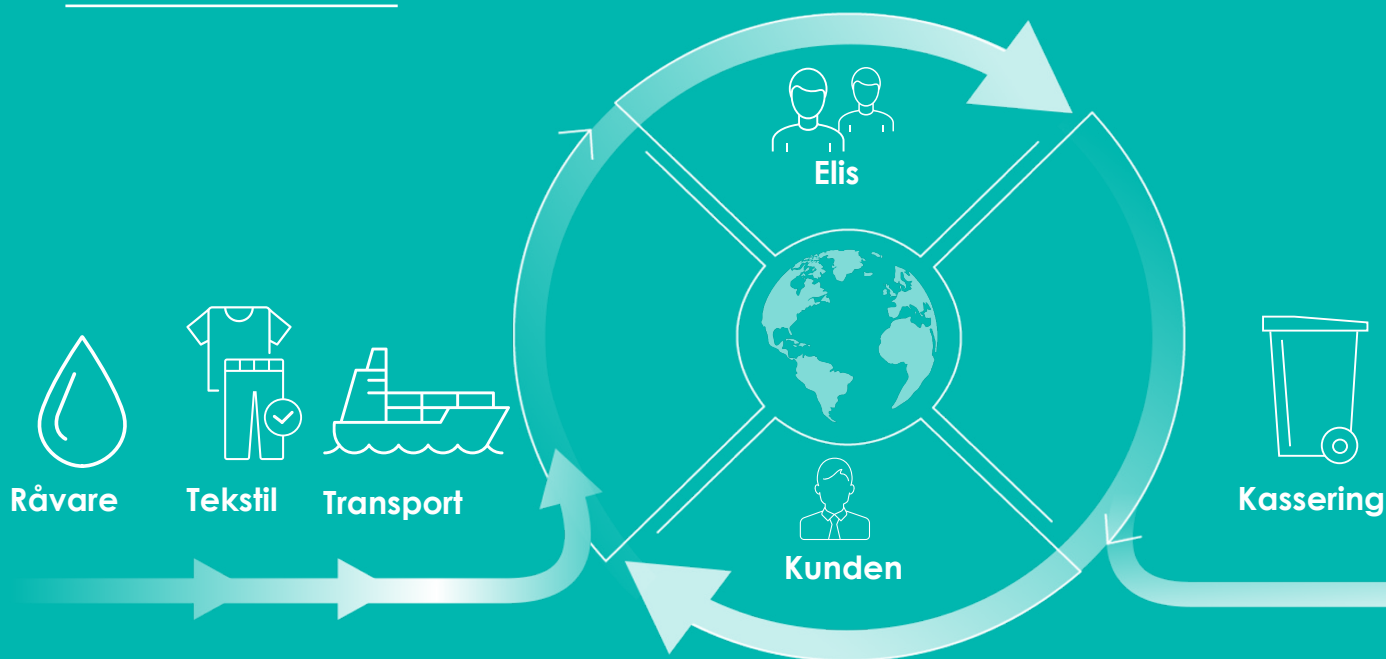 Elis
Råvare
Tekstil
Transport
Kassering
Kunden